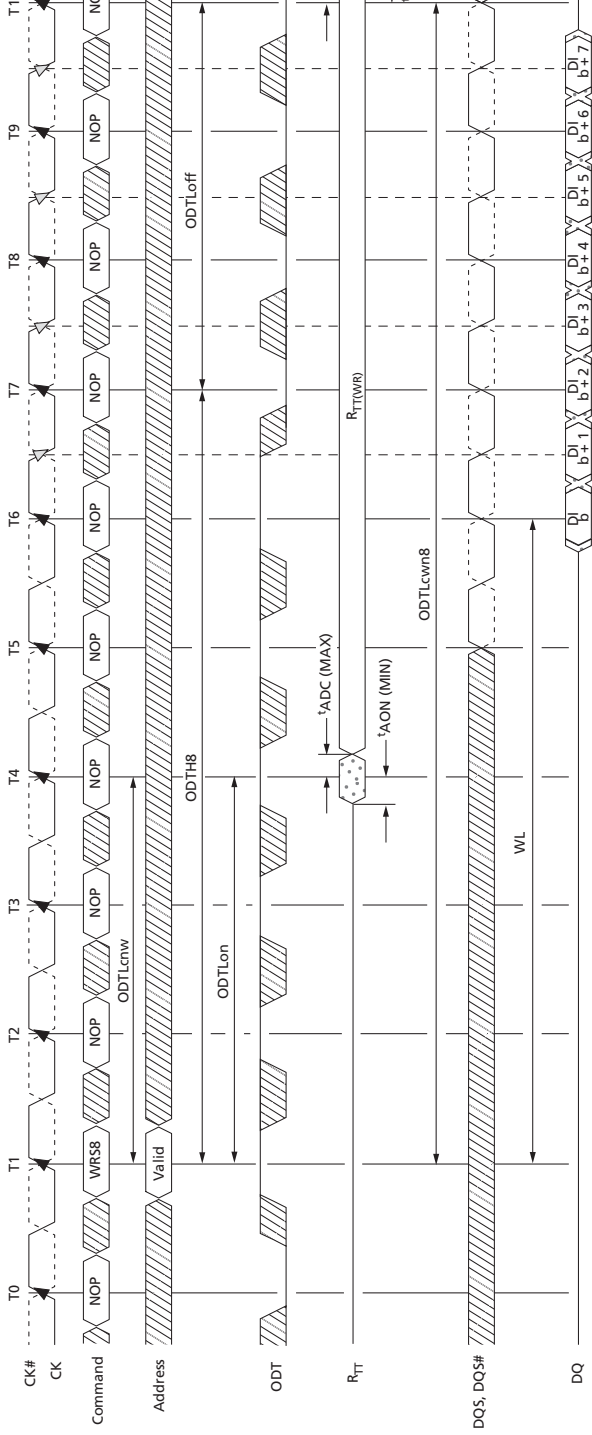 T0 T1 T2 T3 T4 T5 T6 T7 T8 T9
CK#
CK
Command NOP WRS8 NOP NOP NOP NOP NOP NOP NOP NOP
ODTLcnw
Address Valid
ODTH8 ODTLoff
ODTLon
ODT
tADC (MAX)
RTT RTT(WR)
tAON (MIN)
ODTLcwn8
DQS, DQS#
WL
DQ DI b DI b + 1 DI b + 2 DI b + 3 DI b + 4 DI b + 5 DI b + 6 DI b + 7